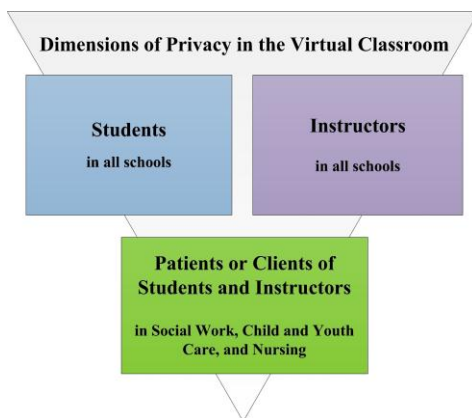 Dimensions of Privacy in the Virtual Classroom
Students
in all schools
Instructors
in all schools
Patients or Clients of
Students and Instructors
in Social Work, Child and Youth
Care, and Nursing